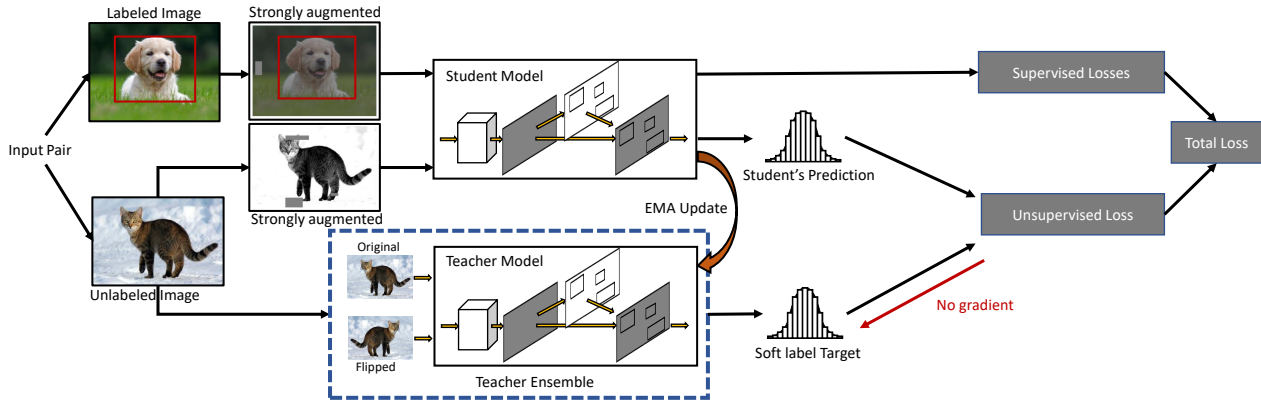 Labeled Image
Strongly augmented
Student Model
Supervised Losses
Input Pair
Total Loss
Student's Prediction
Strongly augmented
EMA Update
Unsupervised Loss
Original
Teacher Model
Unlabeled Image
No gradient
Soft label Target
Flipped
Teacher Ensemble